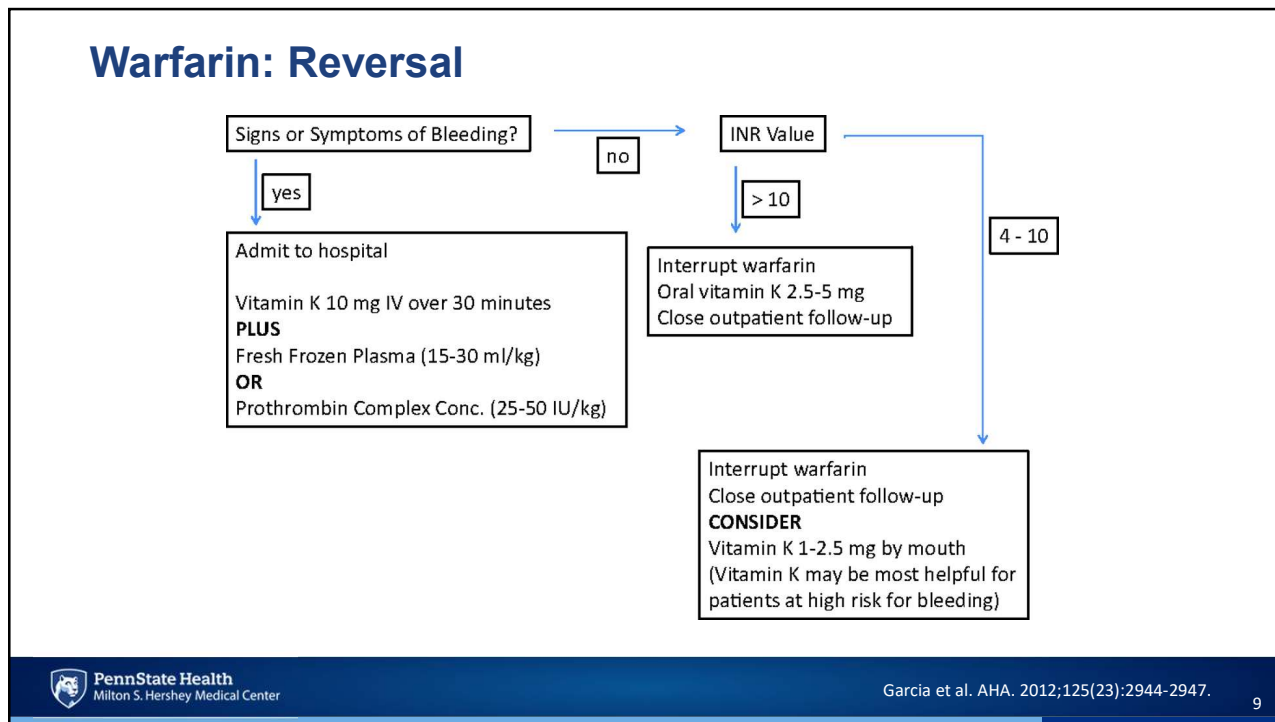 Warfarin: Reversal
Signs or Symptoms of Bleeding?
no
INR Value
yes
> 10
4 - 10
Admit to hospital
Vitamin K 10 mg IV over 30 minutes
PLUS
Fresh Frozen Plasma (15-30 ml/kg)
OR
Prothrombin Complex Conc. (25-50 IU/kg)
Interrupt warfarin
Oral vitamin K 2.5-5 mg
Close outpatient follow-up
Interrupt warfarin
Close outpatient follow-up
CONSIDER
Vitamin K 1-2.5 mg by mouth
(Vitamin K may be most helpful for
patients at high risk for bleeding)
PennState Health
Milton S. Hershey Medical Center
Garcia et al. AHA. 2012;125(23):2944-2947.
9